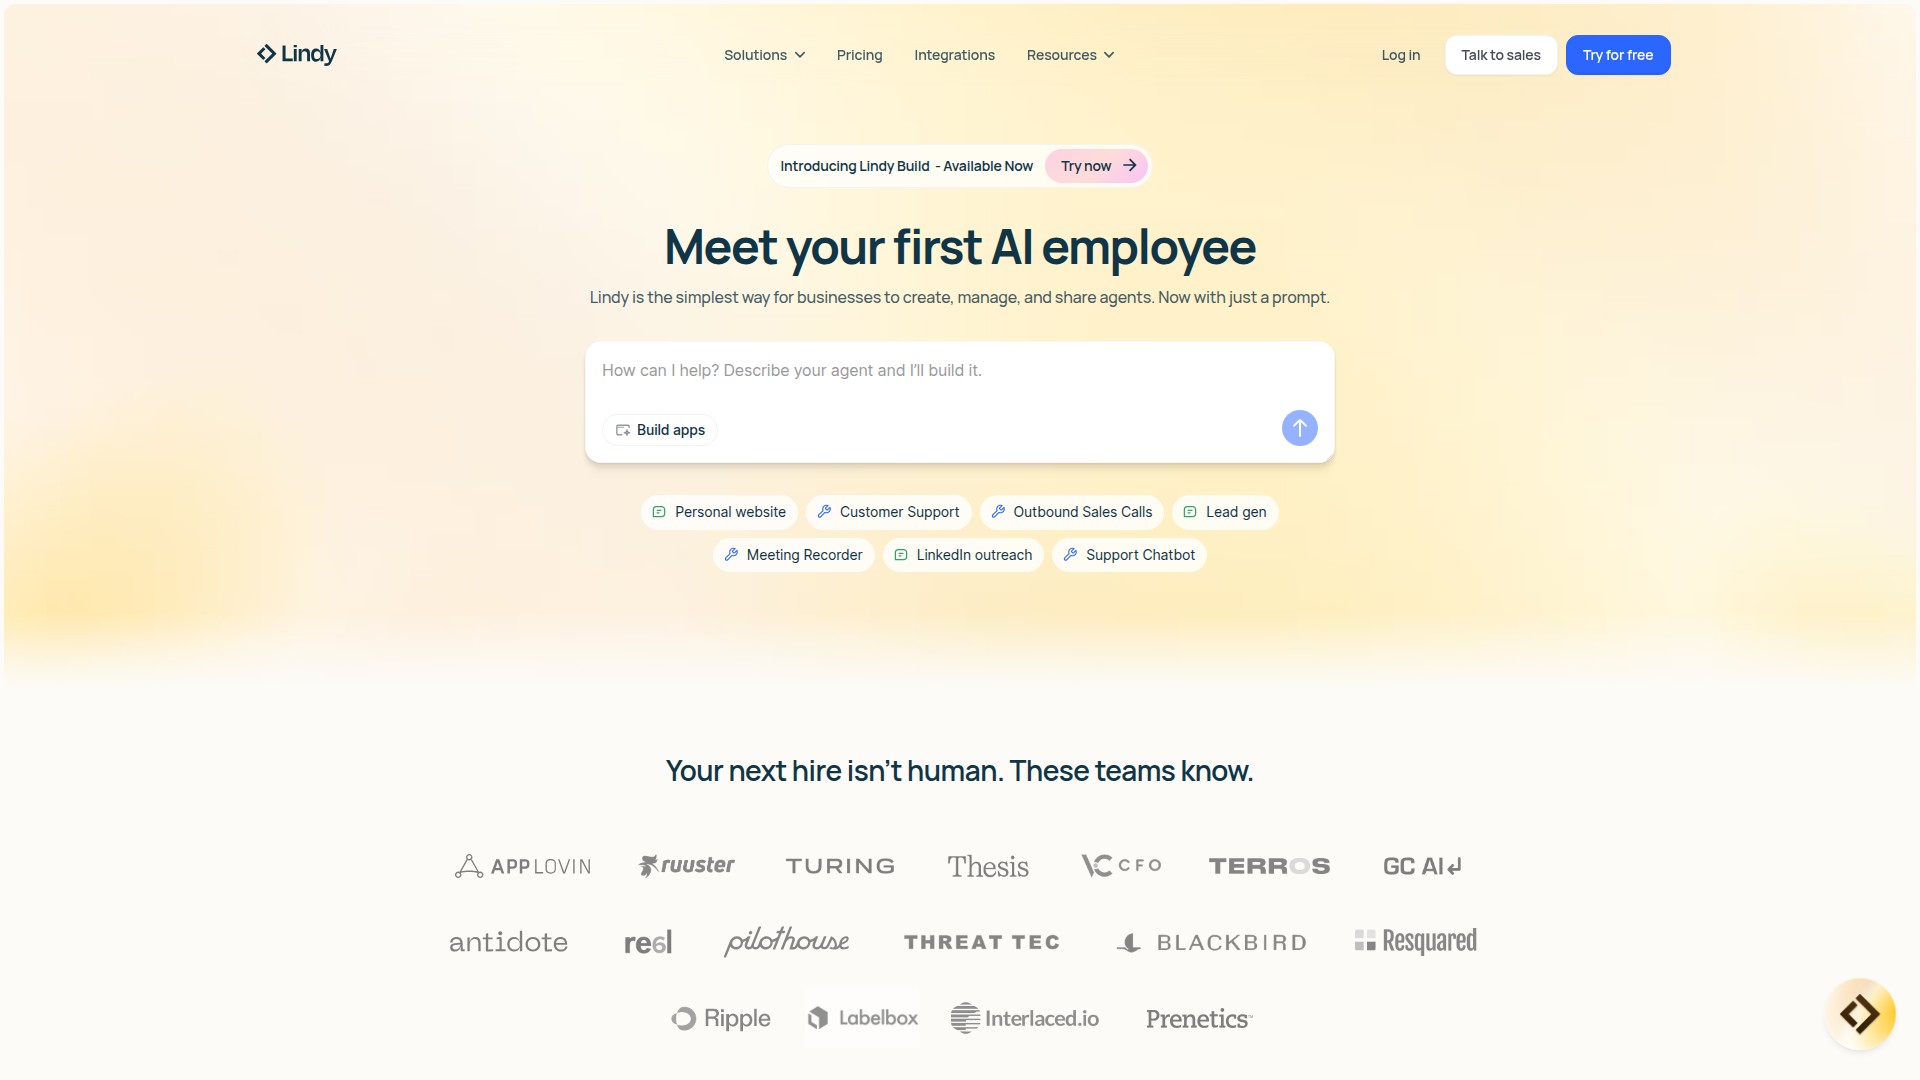 Lindy
Solutions
Pricing
Integrations
Resources
Log in
Talk to sales
Try for free
Introducing Lindy Build - Available Now
Try now
Meet your first AI employee
Lindy is the simplest way for businesses to create, manage, and share agents. Now with just a prompt.
How can I help? Describe your agent and I'll build it.
Build apps
Personal website
Customer Support
Outbound Sales Calls
Lead gen
Meeting Recorder
LinkedIn outreach
Support Chatbot
Your next hire isn’t human. These teams know.
APPLOVIN
ruuster
TURING
Thesis
VC CFO
TERROS
GC AI
antidote
re6l
pilothouse
THREAT TEC
BLACKBIRD
Resquared
Ripple
Labelbox
Interlaced.io
Prenetics™